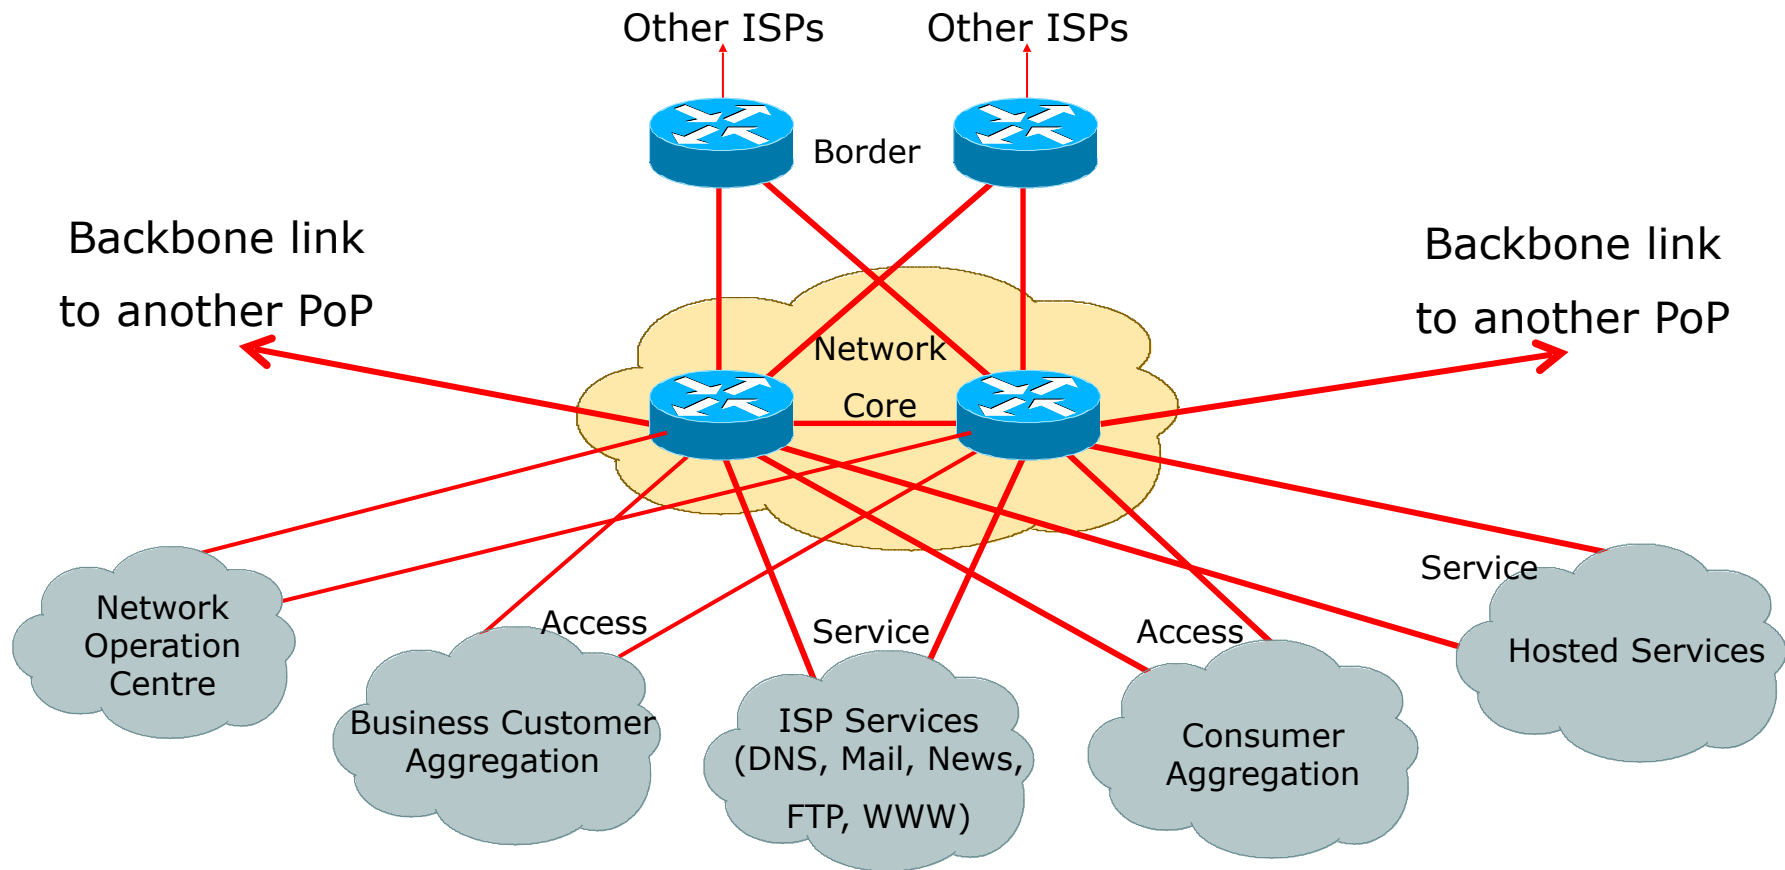 Other ISPs
Other ISPs
Border
Backbone link
to another PoP
Backbone link
to another PoP
Network
Core
Service
Access
Service
Access
Network
Operation
Centre
Business Customer
Aggregation
ISP Services
(DNS, Mail, News,
FTP, WWW)
Consumer
Aggregation
Hosted Services